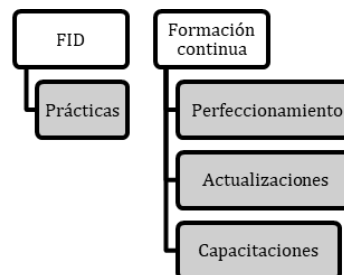 FID
Prácticas
Formación
continua
Perfeccionamiento
Actualizaciones
Capacitaciones